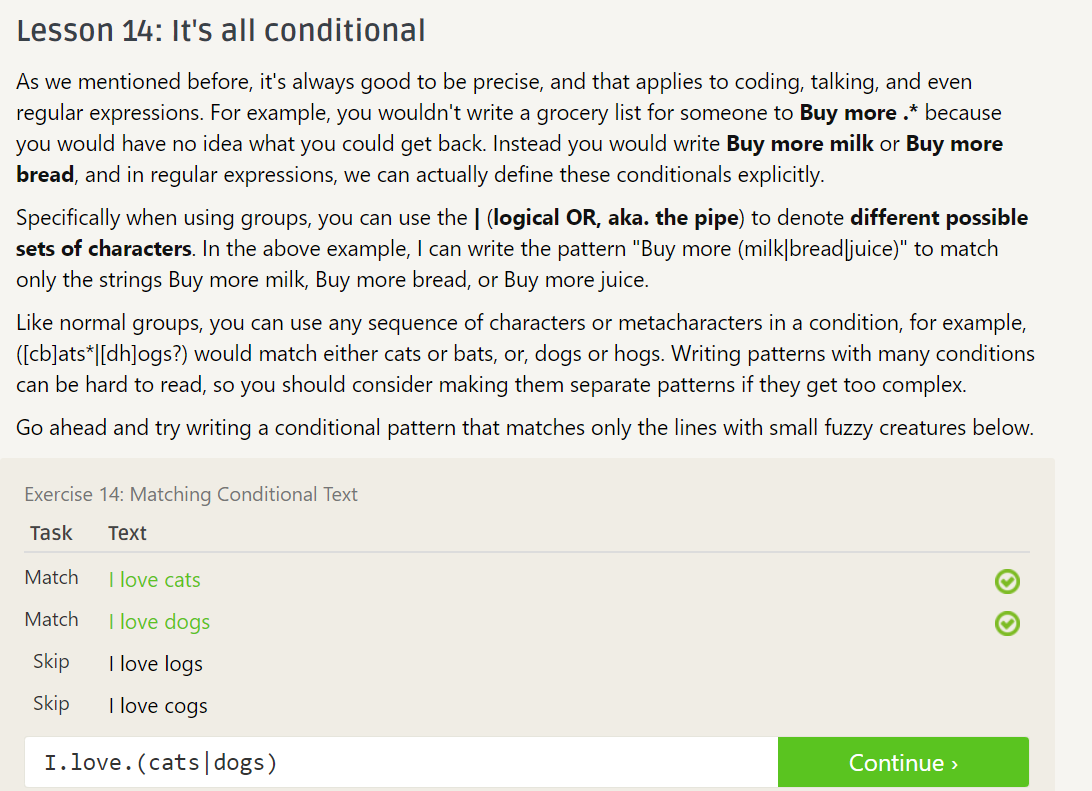 Lesson 14: It's all conditional
As we mentioned before, it's always good to be precise, and that applies to coding, talking, and even
regular expressions. For example, you wouldn't write a grocery list for someone to Buy more .* because
you would have no idea what you could get back. Instead you would write Buy more milk or Buy more
bread, and in regular expressions, we can actually define these conditionals explicitly.
Specifically when using groups, you can use the | (logical OR, aka. the pipe) to denote different possible
sets of characters. In the above example, I can write the pattern "Buy more (milk|bread|juice)" to match
only the strings Buy more milk, Buy more bread, or Buy more juice.
Like normal groups, you can use any sequence of characters or metacharacters in a condition, for example,
([cb]ats*|[dh]ogs?) would match either cats or bats, or, dogs or hogs. Writing patterns with many conditions
can be hard to read, so you should consider making them separate patterns if they get too complex.
Go ahead and try writing a conditional pattern that matches only the lines with small fuzzy creatures below.
Exercise 14: Matching Conditional Text
Task Text
Match I love cats
Match I love dogs
Skip I love logs
Skip I love cogs
I.love.(cats|dogs) Continue ›